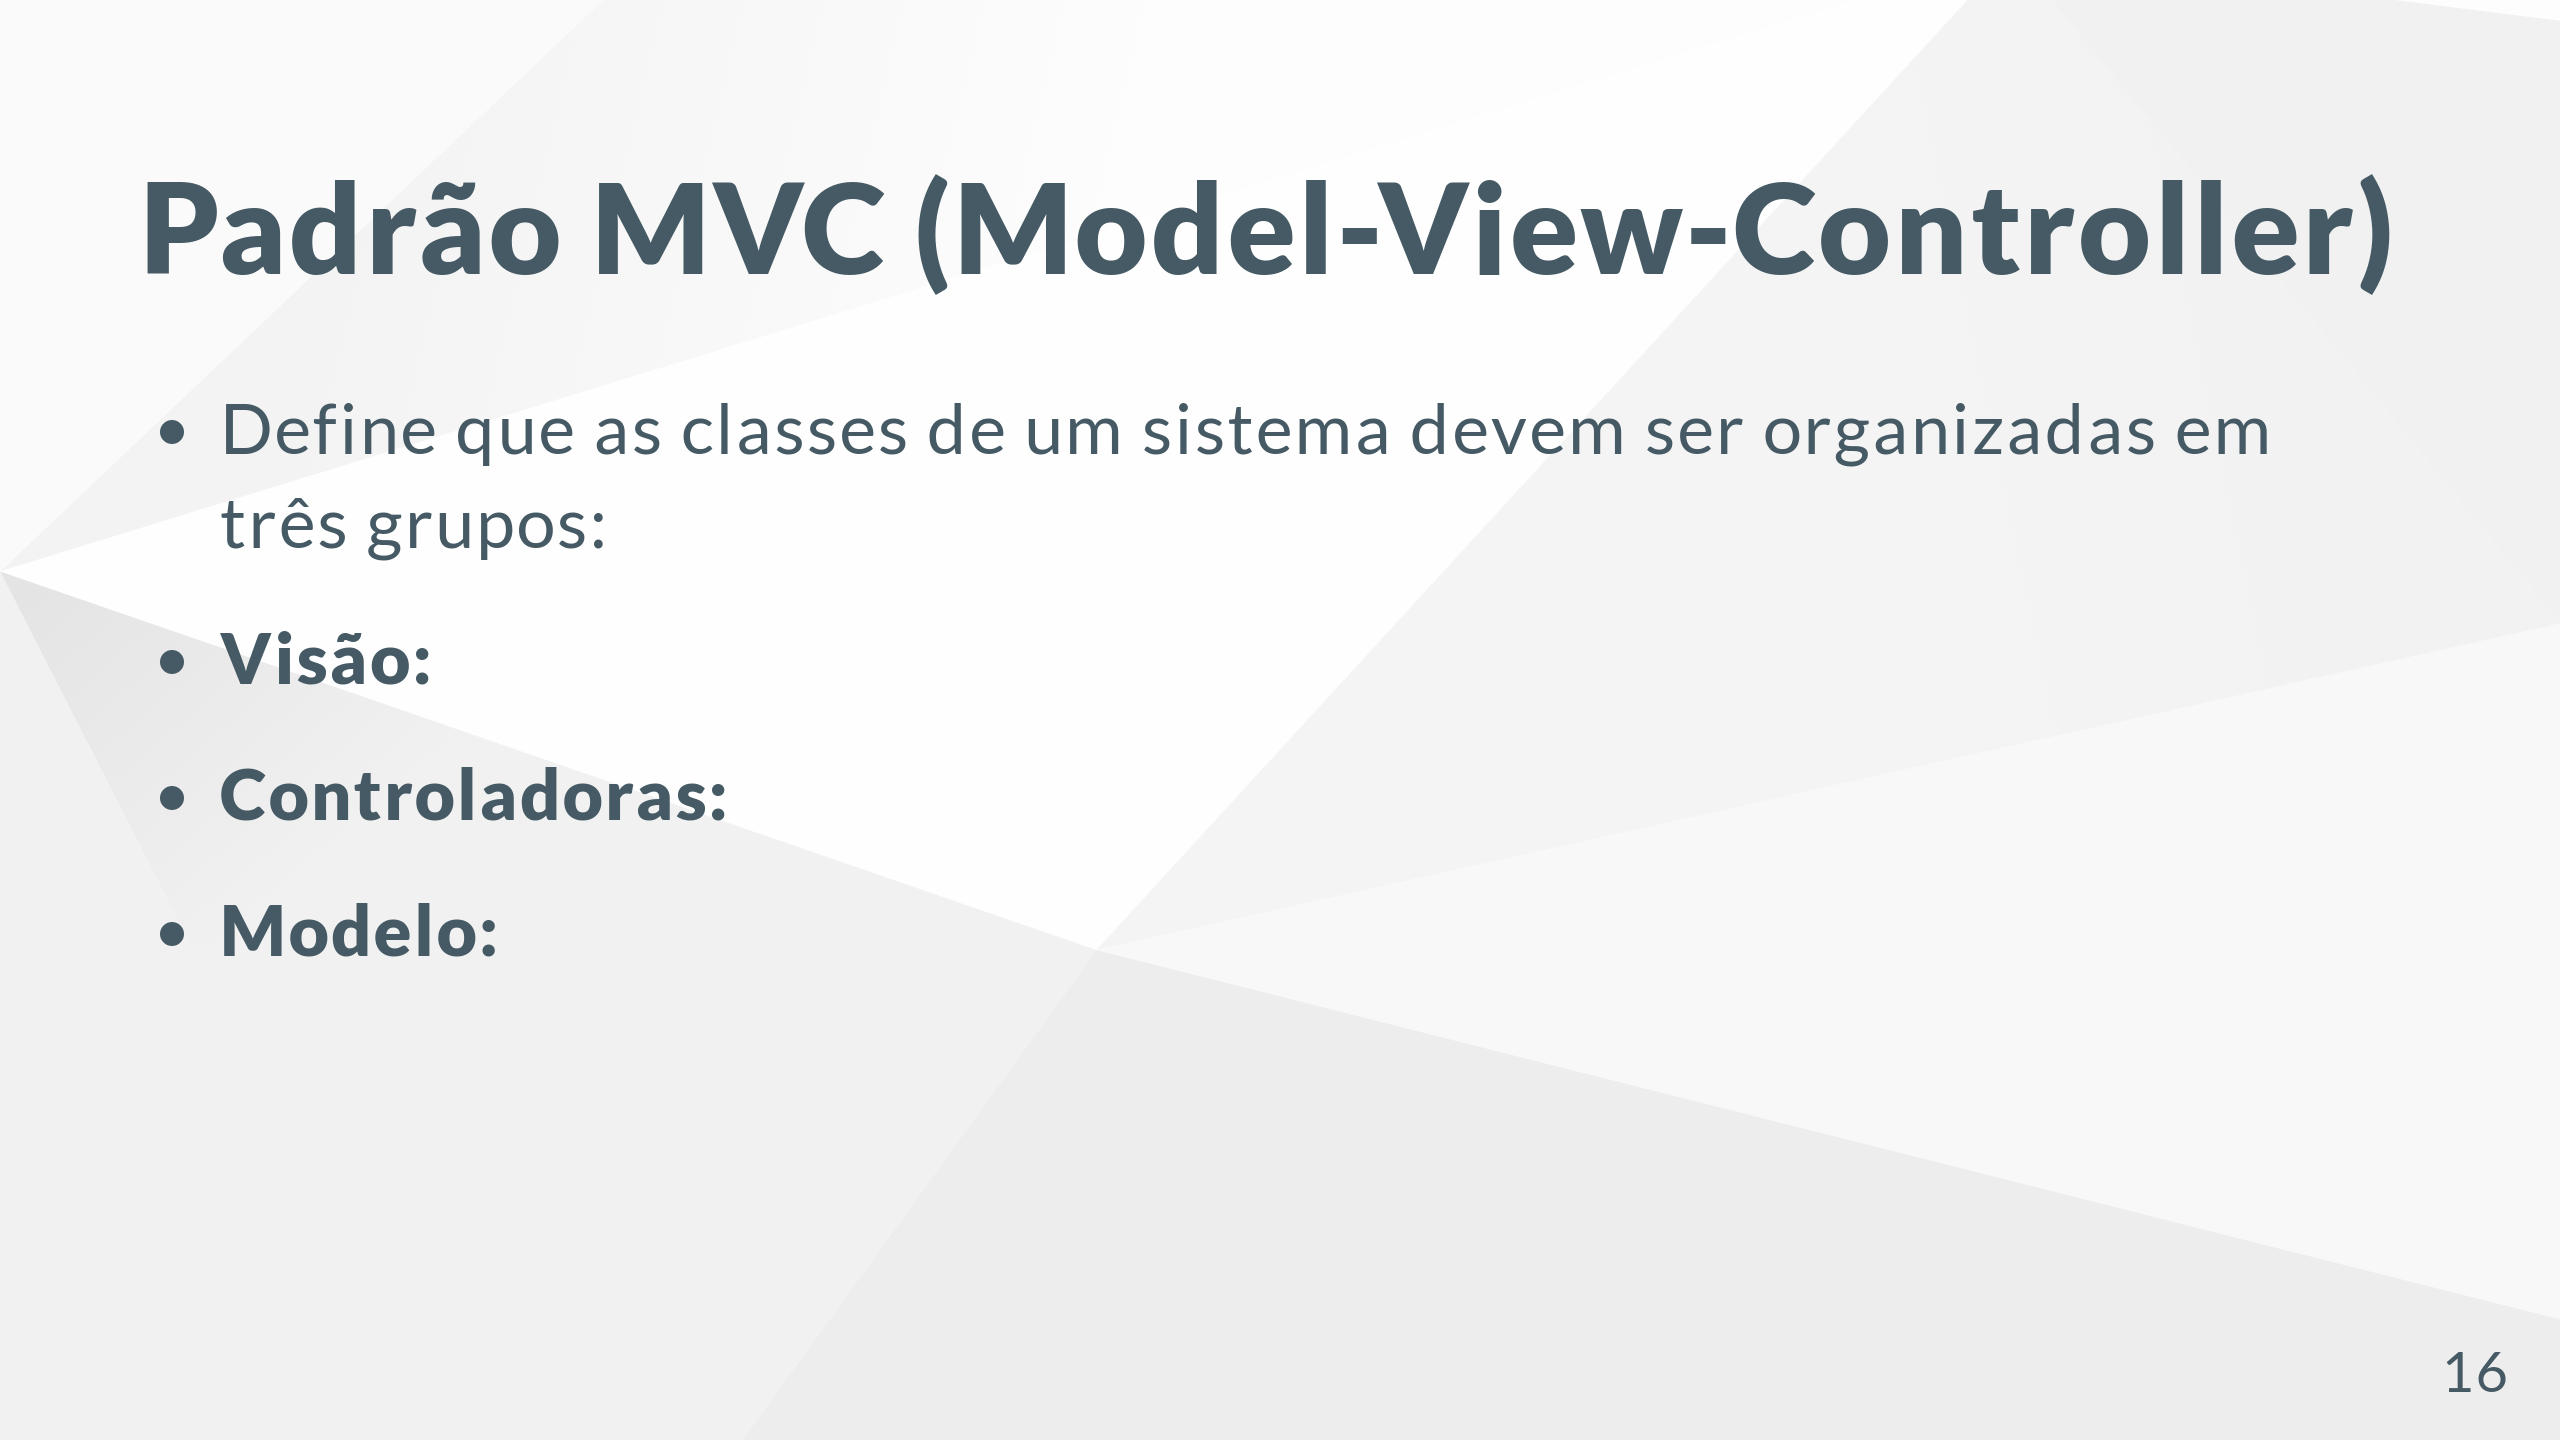 Padrão MVC (Model-View-Controller)
• Define que as classes de um sistema devem ser organizadas em
três grupos:
• Visão:
• Controladoras:
• Modelo:
16